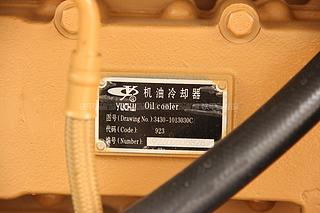 机油冷却器
YUCHAI Oil cooler
图号(Drawing No.)3430-1013030C
代码(Code): 923
编号(Number):